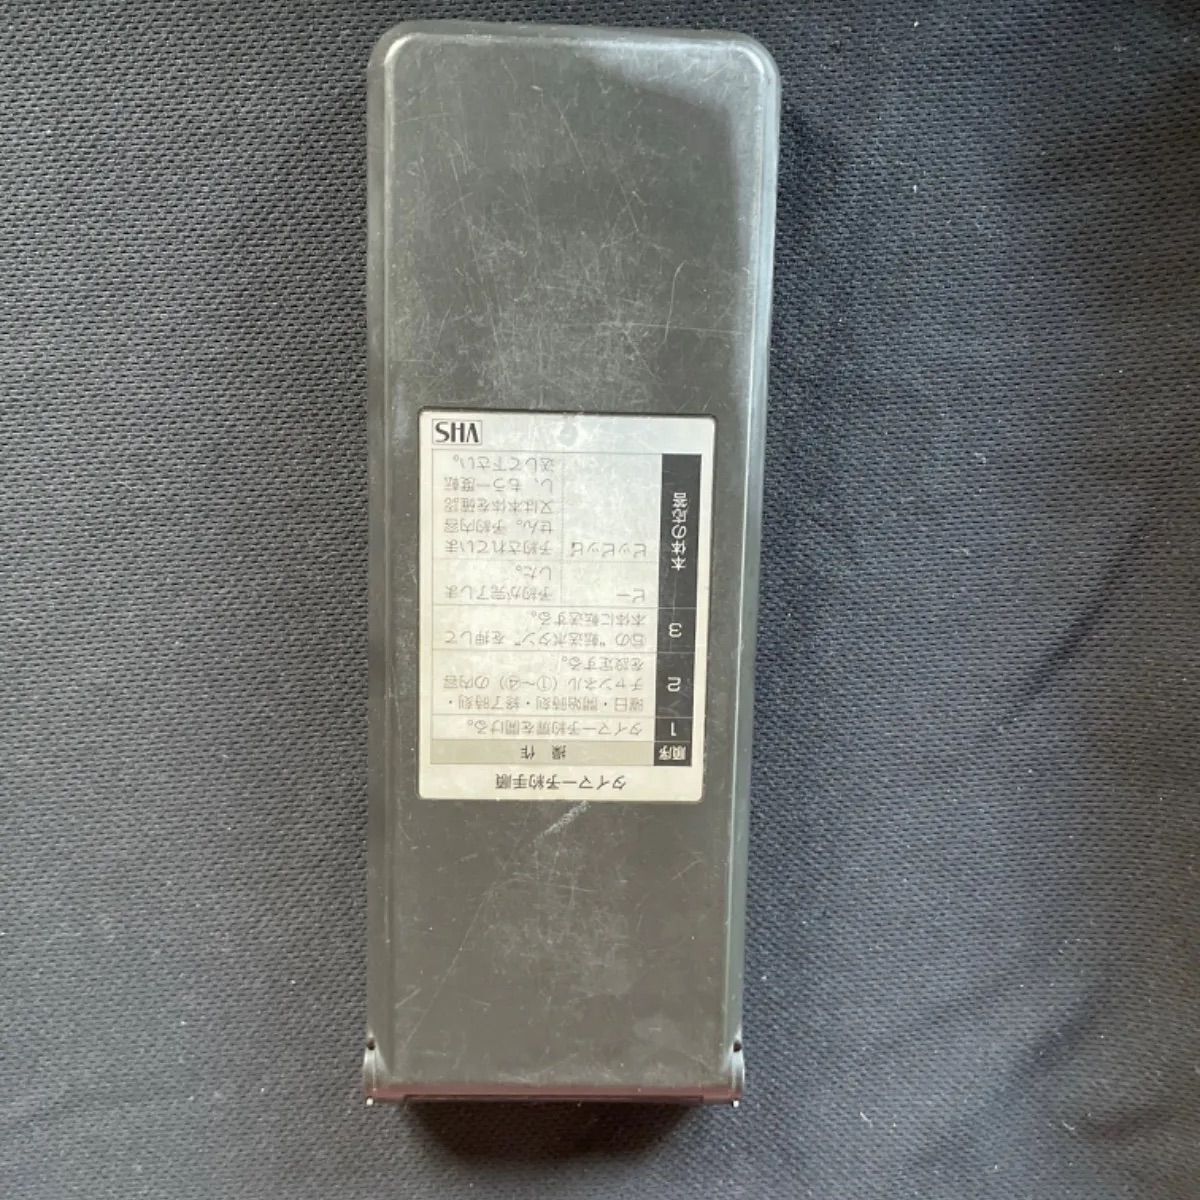 タイマー予約手順
順序 操作
1 タイマー予約扉を開ける。
2 曜日・開始時刻・終了時刻・
チャンネル(①〜④)の内容
を設定する。
3 ⑤の"転送ボタン"を押して
本体に転送する。
本体の応答
ピー 予約が完了しま
した。
ピッピッピ 予約されていま
せん。予約内容
又は本体を確認
し、もう一度転
送して下さい。
VHS